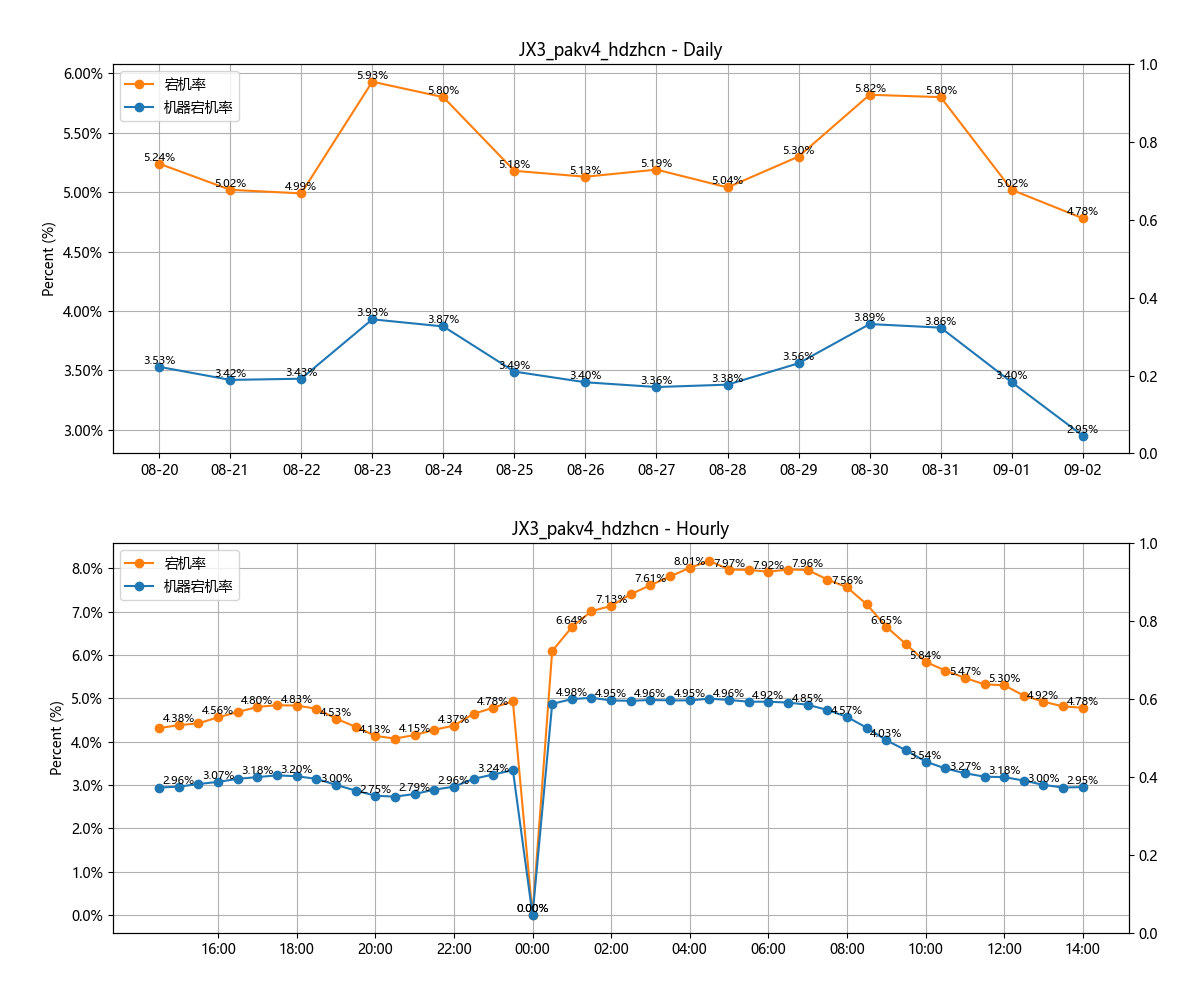 JX3_pakv4_hdzhcn - Daily
宕机率
机器宕机率
Percent (%)
6.00%
5.50%
5.00%
4.50%
4.00%
3.50%
3.00%
1.0
0.8
0.6
0.4
0.2
0.0
5.24% 5.02% 4.99% 5.93% 5.80% 5.18% 5.13% 5.19% 5.04% 5.30% 5.82% 5.80% 5.02% 4.78%
3.53% 3.42% 3.43% 3.93% 3.87% 3.49% 3.40% 3.36% 3.38% 3.56% 3.89% 3.86% 3.40% 2.95%
08-20 08-21 08-22 08-23 08-24 08-25 08-26 08-27 08-28 08-29 08-30 08-31 09-01 09-02
JX3_pakv4_hdzhcn - Hourly
宕机率
机器宕机率
Percent (%)
8.0%
7.0%
6.0%
5.0%
4.0%
3.0%
2.0%
1.0%
0.0%
1.0
0.8
0.6
0.4
0.2
0.0
4.38% 4.56% 4.80% 4.83% 4.53% 4.13% 4.15% 4.37% 4.78% 0.00% 6.64% 7.13% 7.61% 8.01% 7.97% 7.92% 7.96% 7.56% 6.65% 5.84% 5.47% 5.30% 4.92% 4.78%
2.96% 3.07% 3.18% 3.20% 3.00% 2.75% 2.79% 2.96% 3.24% 0.00% 4.98% 4.95% 4.96% 4.95% 4.96% 4.92% 4.85% 4.57% 4.03% 3.54% 3.27% 3.18% 3.00% 2.95%
16:00 18:00 20:00 22:00 00:00 02:00 04:00 06:00 08:00 10:00 12:00 14:00